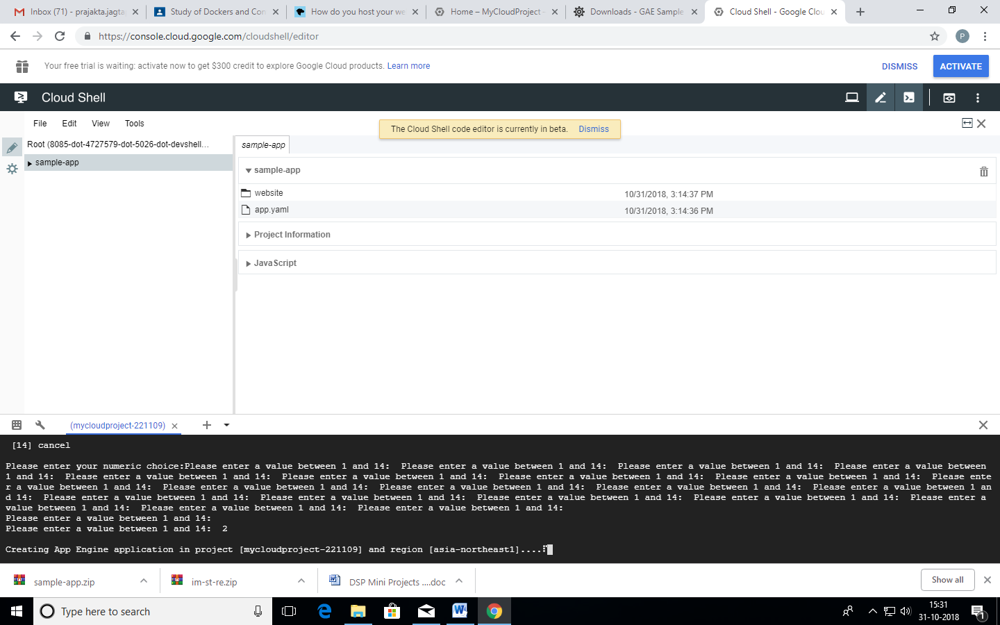 Inbox (71) - prajakta.jagta
Study of Dockers and Con
How do you host your we
Home – MyCloudProject -
Downloads - GAE Sample
Cloud Shell - Google Clou
https://console.cloud.google.com/cloudshell/editor
P
Your free trial is waiting: activate now to get $300 credit to explore Google Cloud products. Learn more
DISMISS
ACTIVATE
Cloud Shell
File Edit View Tools
The Cloud Shell code editor is currently in beta. Dismiss
Root (8085-dot-4727579-dot-5026-dot-devshell...
sample-app
sample-app
sample-app
website 10/31/2018, 3:14:37 PM
app.yaml 10/31/2018, 3:14:36 PM
Project Information
JavaScript
(mycloudproject-221109)
[14] cancel
Please enter your numeric choice:Please enter a value between 1 and 14:  Please enter a value between 1 and 14:  Please enter a value between 1 and 14:  Please enter a value between
1 and 14:  Please enter a value between 1 and 14:  Please enter a value between 1 and 14:  Please enter a value between 1 and 14:  Please enter a value between 1 and 14:  Please ente
r a value between 1 and 14:  Please enter a value between 1 and 14:  Please enter a value between 1 and 14:  Please enter a value between 1 and 14:  Please enter a value between 1 an
d 14:  Please enter a value between 1 and 14:  Please enter a value between 1 and 14:  Please enter a value between 1 and 14:  Please enter a value between 1 and 14:  Please enter a
value between 1 and 14:  Please enter a value between 1 and 14:  Please enter a value between 1 and 14:
Please enter a value between 1 and 14:
Please enter a value between 1 and 14:  2
Creating App Engine application in project [mycloudproject-221109] and region [asia-northeast1]....
sample-app.zip
im-st-re.zip
DSP Mini Projects ....doc
Show all
Type here to search
15:31
31-10-2018
1